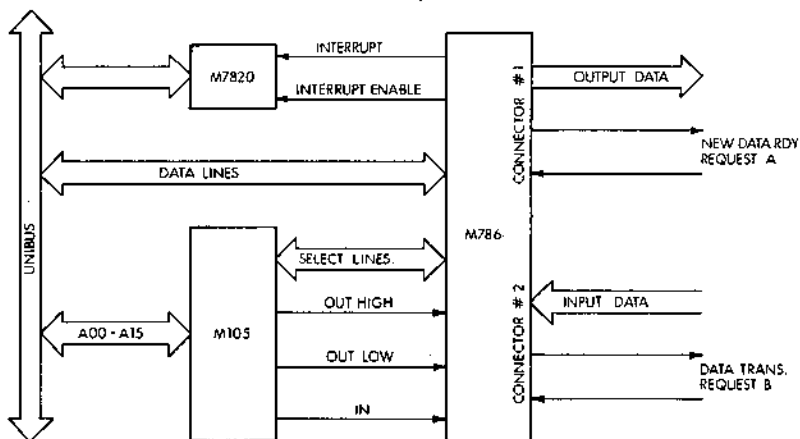 INTERRUPT
M7820
INTERRUPT ENABLE
CONNECTOR #1
OUTPUT DATA
NEW DATA RDY
REQUEST A
DATA LINES
UNIBUS
M786
SELECT LINES.
CONNECTOR #2
INPUT DATA
OUT HIGH
A00 - A15
M105
OUT LOW
DATA TRANS.
REQUEST B
IN